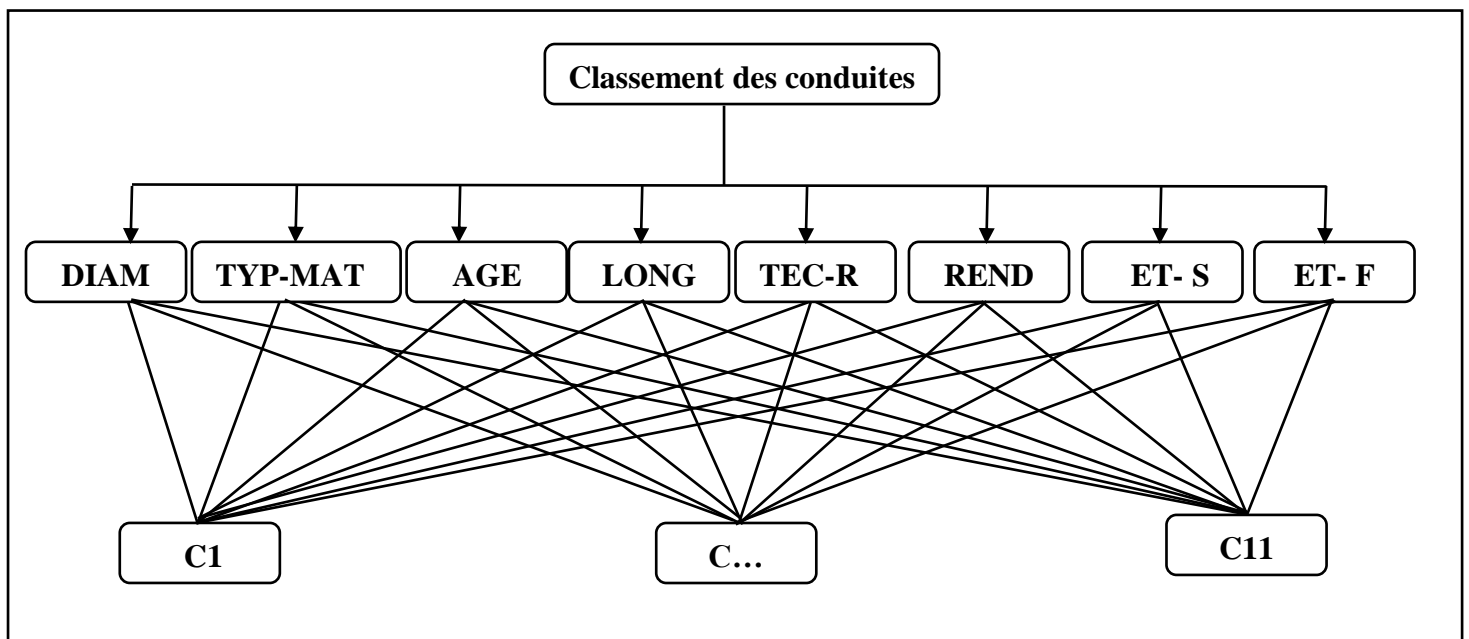 Classement des conduites
DIAM TYP-MAT AGE LONG TEC-R REND ET- S ET- F
C1 C… C11